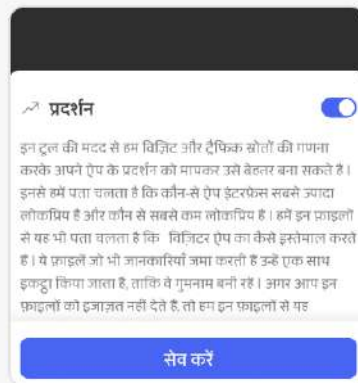 प्रदर्शन
इन टूल की मदद से हम विज़िट और ट्रैफिक स्रोतों की गणना
करके अपने ऐप के प्रदर्शन को मापकर उसे बेहतर बना सकते है ।
इनसे हमें पता चलता है कि कौन-से ऐप इंटरफ़ेस सबसे ज्यादा
लोकप्रिय हैं और कौन से सबसे कम लोकप्रिय है । हमें इन फ़ाइलों
से यह भी पता चलता है कि विज़िटर ऐप का कैसे इस्तेमाल करते
है । ये फ़ाइलें जो भी जानकारियाँ जमा करती हैं उन्हें एक साथ
इकट्ठा किया जाता है, ताकि वे गुमनाम बनी रहें । अगर आप इन
फ़ाइलों को इजाज़त नहीं देते हैं, तो हम इन फ़ाइलों से यह
सेव करें